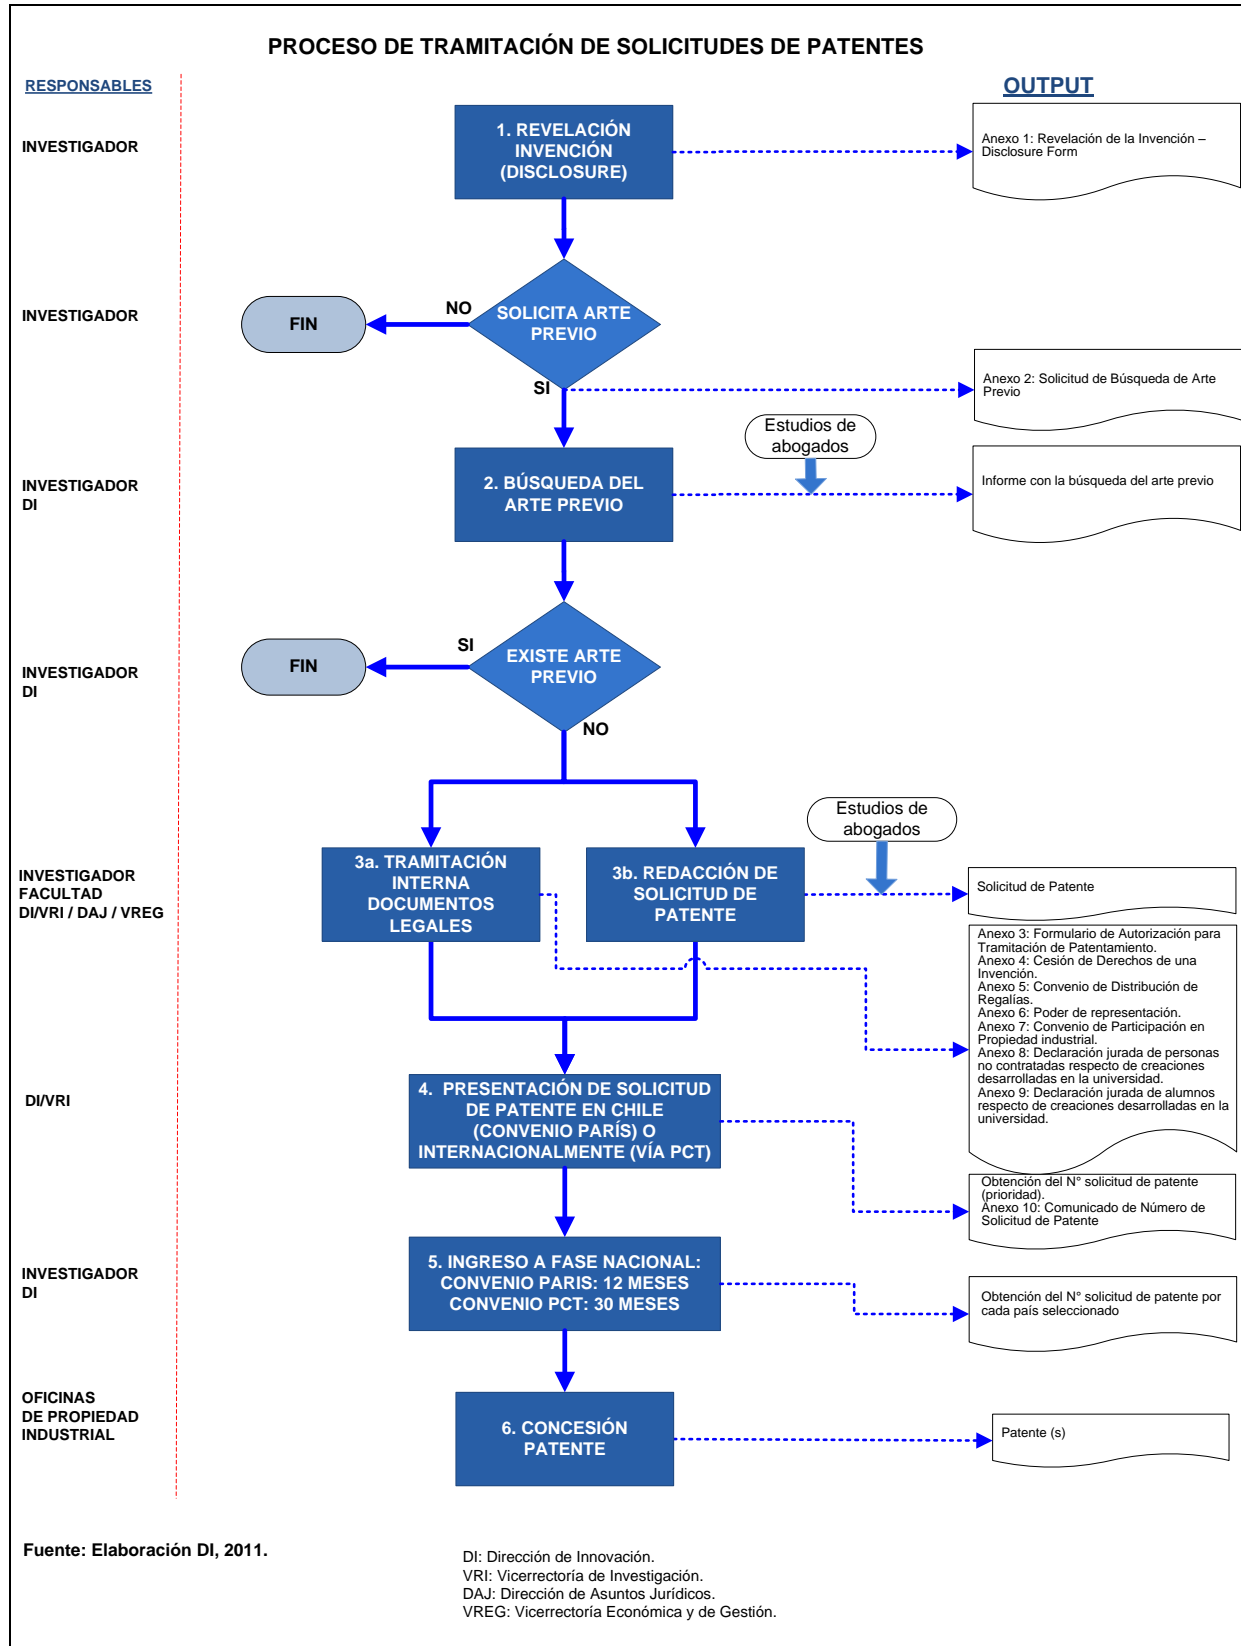 PROCESO DE TRAMITACIÓN DE SOLICITUDES DE PATENTES
RESPONSABLES
OUTPUT
INVESTIGADOR
1. REVELACIÓN
INVENCIÓN
(DISCLOSURE)
Anexo 1: Revelación de la Invención –
Disclosure Form
INVESTIGADOR
FIN
NO
SOLICITA ARTE
PREVIO
SI
Anexo 2: Solicitud de Búsqueda de Arte
Previo
Estudios de
abogados
INVESTIGADOR
DI
2. BÚSQUEDA DEL
ARTE PREVIO
Informe con la búsqueda del arte previo
INVESTIGADOR
DI
FIN
SI
EXISTE ARTE
PREVIO
NO
Estudios de
abogados
INVESTIGADOR
FACULTAD
DI/VRI / DAJ / VREG
3a. TRAMITACIÓN
INTERNA
DOCUMENTOS
LEGALES
3b. REDACCIÓN DE
SOLICITUD DE
PATENTE
Solicitud de Patente
Anexo 3: Formulario de Autorización para
Tramitación de Patentamiento.
Anexo 4: Cesión de Derechos de una
Invención.
Anexo 5: Convenio de Distribución de
Regalías.
Anexo 6: Poder de representación.
Anexo 7: Convenio de Participación en
Propiedad industrial.
Anexo 8: Declaración jurada de personas
no contratadas respecto de creaciones
desarrolladas en la universidad.
Anexo 9: Declaración jurada de alumnos
respecto de creaciones desarrolladas en la
universidad.
DI/VRI
4. PRESENTACIÓN DE SOLICITUD
DE PATENTE EN CHILE
(CONVENIO PARÍS) O
INTERNACIONALMENTE (VÍA PCT)
Obtención del N° solicitud de patente
(prioridad).
Anexo 10: Comunicado de Número de
Solicitud de Patente
INVESTIGADOR
DI
5. INGRESO A FASE NACIONAL:
CONVENIO PARIS: 12 MESES
CONVENIO PCT: 30 MESES
Obtención del N° solicitud de patente por
cada país seleccionado
OFICINAS
DE PROPIEDAD
INDUSTRIAL
6. CONCESIÓN
PATENTE
Patente (s)
Fuente: Elaboración DI, 2011.
DI: Dirección de Innovación.
VRI: Vicerrectoría de Investigación.
DAJ: Dirección de Asuntos Jurídicos.
VREG: Vicerrectoría Económica y de Gestión.